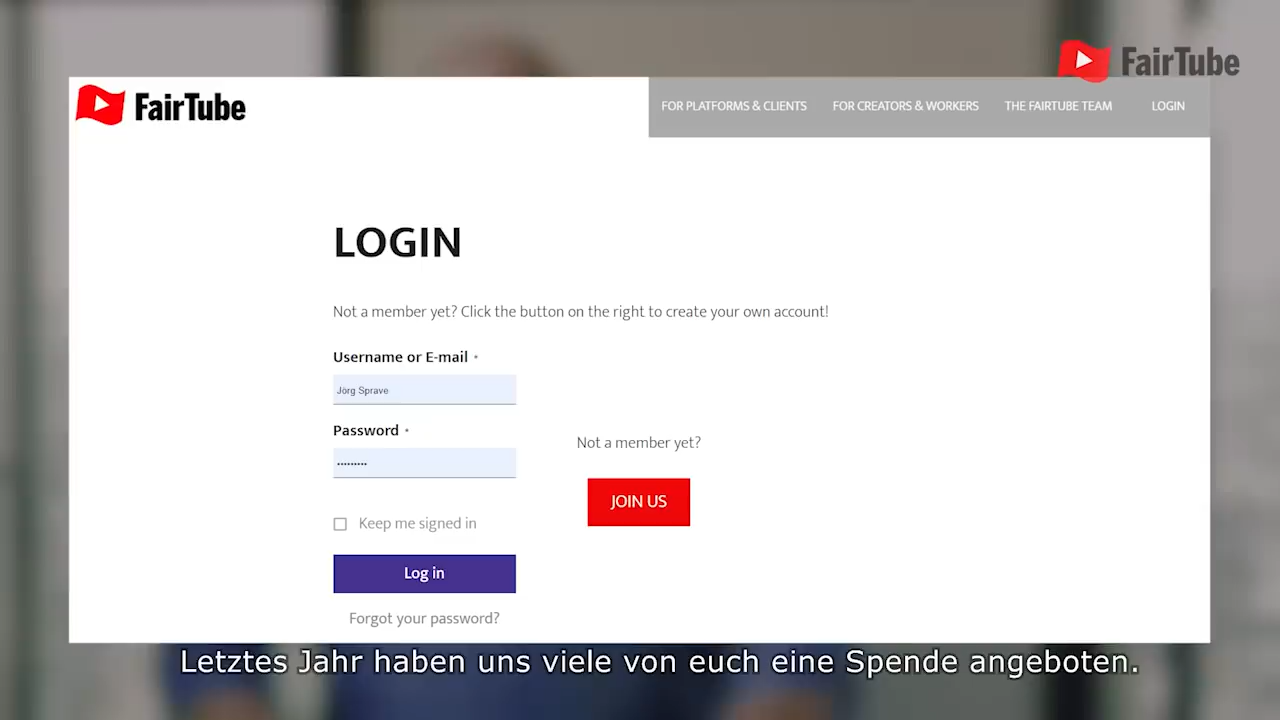 FairTube
FairTube
FOR PLATFORMS & CLIENTS
FOR CREATORS & WORKERS
THE FAIRTUBE TEAM
LOGIN
LOGIN
Not a member yet? Click the button on the right to create your own account!
Username or E-mail *
Jörg Sprave
Password *
•••••••••
Not a member yet?
JOIN US
Keep me signed in
Log in
Forgot your password?
Letztes Jahr haben uns viele von euch eine Spende angeboten.